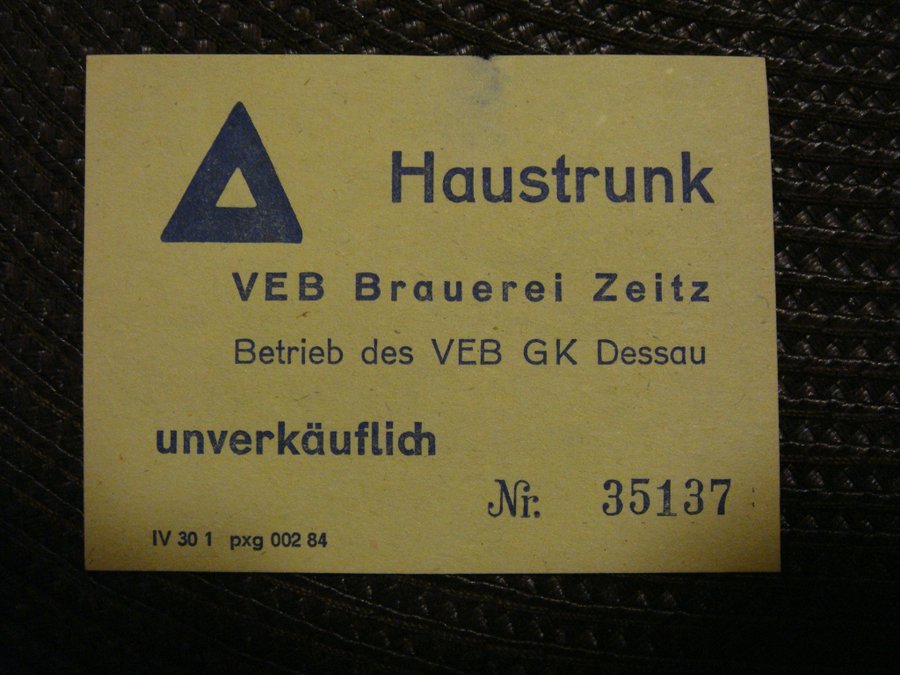 Haustrunk
VEB Brauerei Zeitz
Betrieb des VEB GK Dessau
unverkäuflich
Nr. 35137
IV 30 1 pxg 002 84